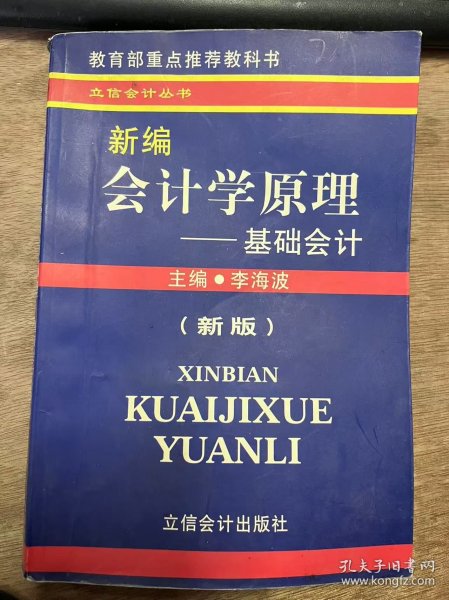 教育部重点推荐教科书
立信会计丛书
新编
会计学原理
——基础会计
主编●李海波
（新版）
XINBIAN
KUAIJIXUE
YUANLI
立信会计出版社
孔夫子旧书网
www.kongfz.com